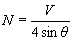 N = V / (4 sin θ)